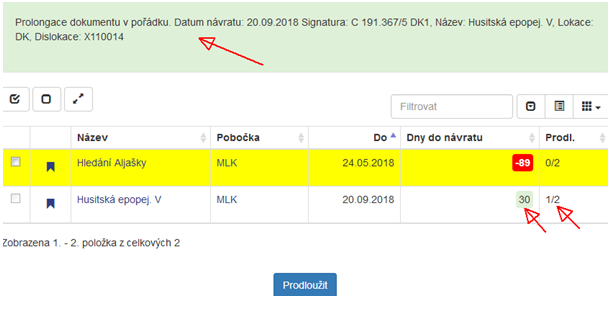 Prolongace dokumentu v pořádku. Datum návratu: 20.09.2018 Signatura: C 191.367/5 DK1, Název: Husitská epopej. V, Lokace:
DK, Dislokace: X110014
Filtrovat
Název Pobočka Do Dny do návratu Prodl.
Hledání Aljašky MLK 24.05.2018 -89 0/2
Husitská epopej. V MLK 20.09.2018 30 1/2
Zobrazena 1. - 2. položka z celkových 2
Prodloužit